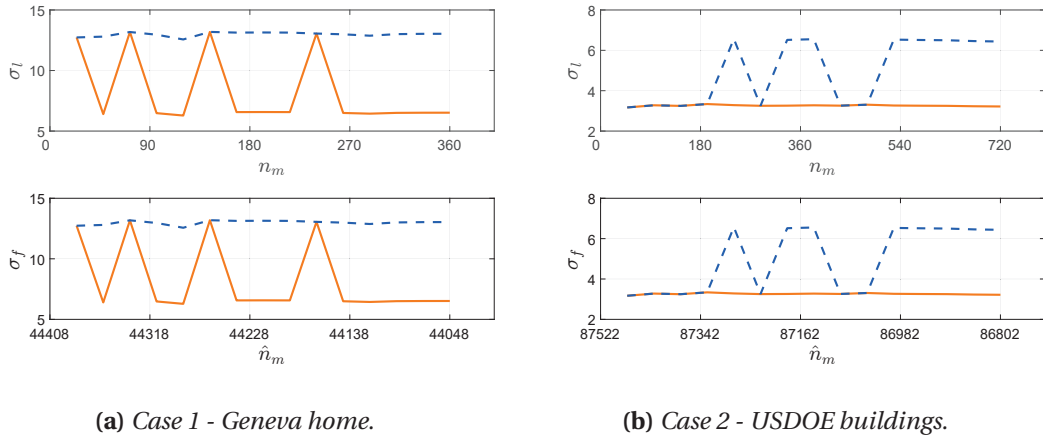 15
10
5
σ_l
0 90 180 270 360
n_m
8
6
4
2
σ_l
0 180 360 540 720
n_m
15
10
5
σ_f
44408 44318 44228 44138 44048
n̂_m
8
6
4
2
σ_f
87522 87342 87162 86982 86802
n̂_m
(a) Case 1 - Geneva home.
(b) Case 2 - USDOE buildings.